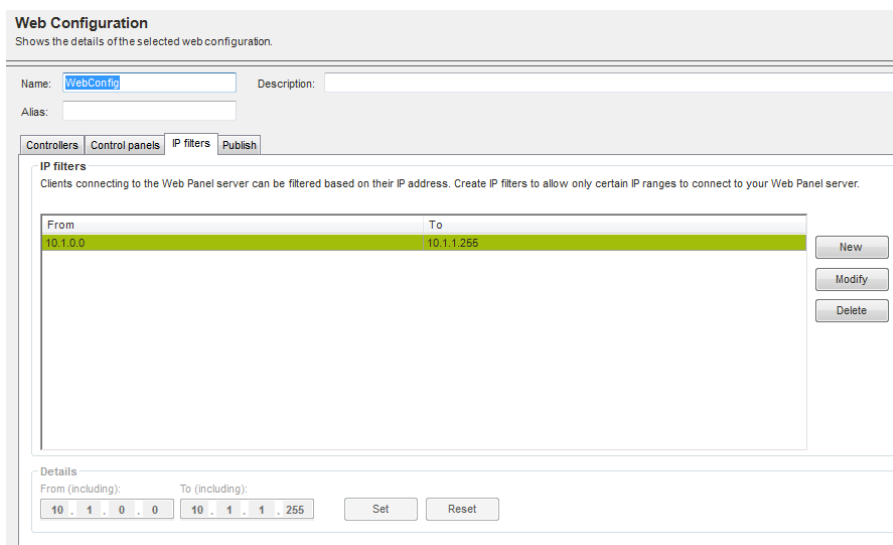 Web Configuration
Shows the details of the selected web configuration.
Name: WebConfig Description:
Alias:
Controllers Control panels IP filters Publish
IP filters
Clients connecting to the Web Panel server can be filtered based on their IP address. Create IP filters to allow only certain IP ranges to connect to your Web Panel server.
From To
10.1.0.0 10.1.1.255
New
Modify
Delete
Details
From (including): To (including):
10 . 1 . 0 . 0 10 . 1 . 1 . 255 Set Reset